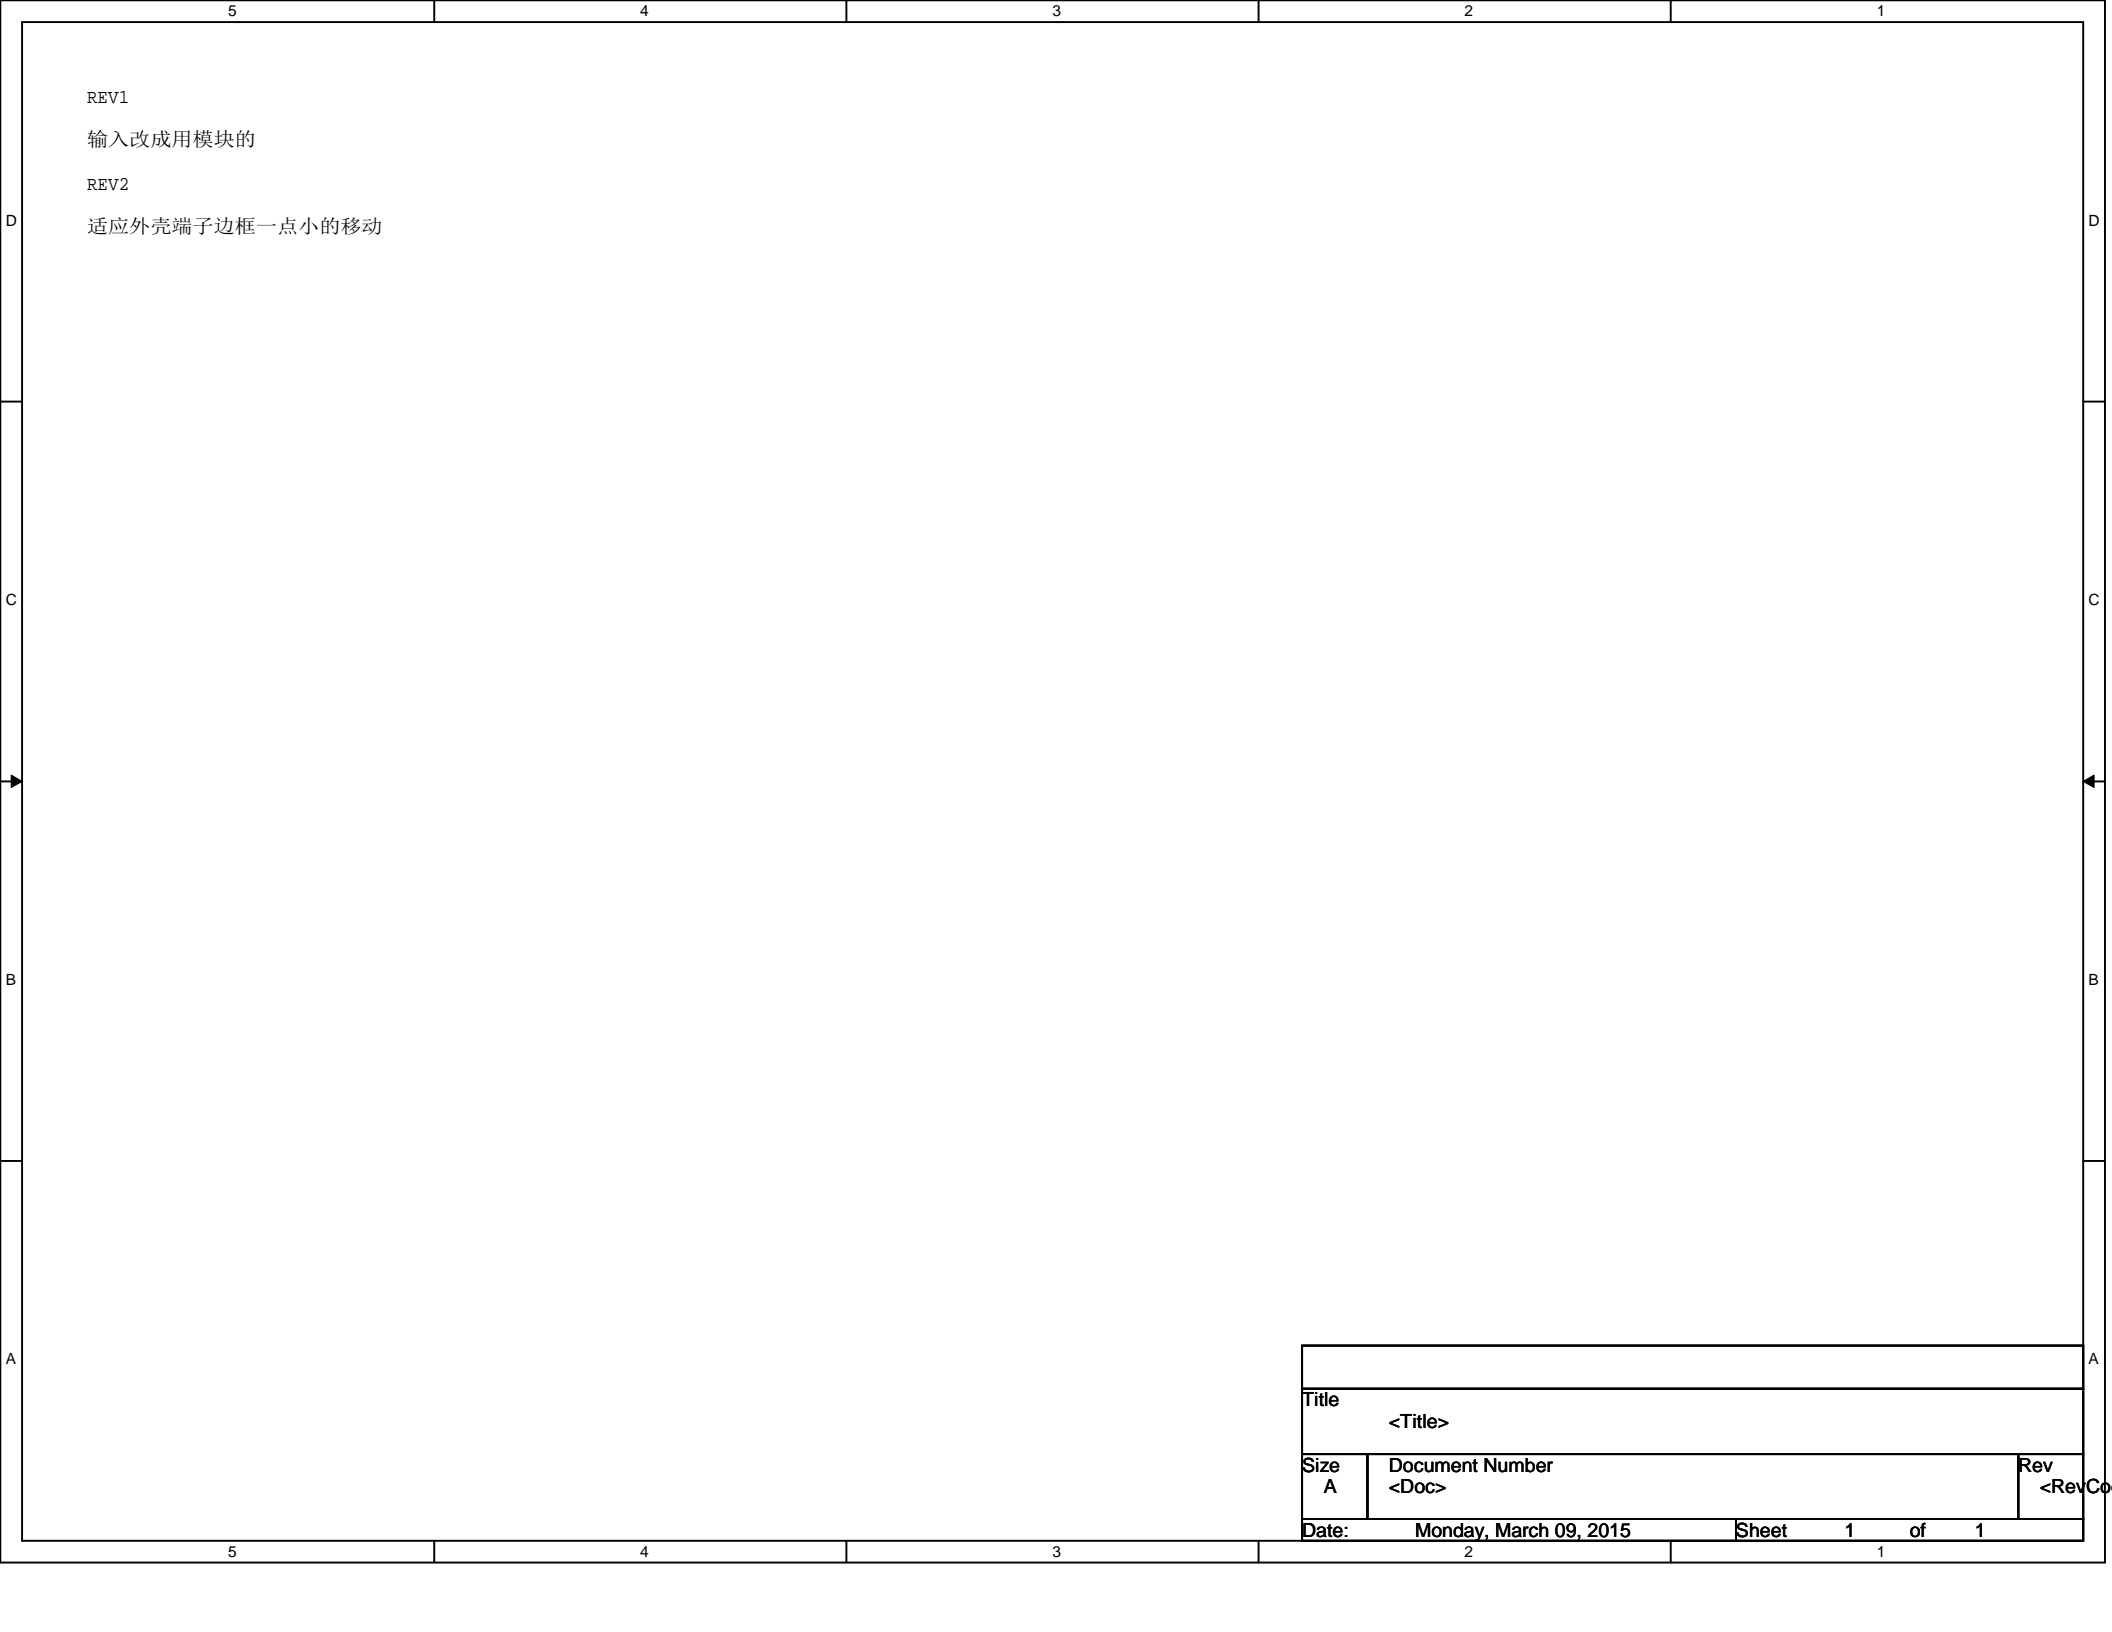 5 4 3 2 1
REV1
输入改成用模块的
REV2
适应外壳端子边框一点小的移动
D D
C C
B B
A A
Title
<Title>
Size Document Number Rev
A <Doc> <RevCo
Date: Monday, March 09, 2015 Sheet 1 of 1
5 4 3 2 1